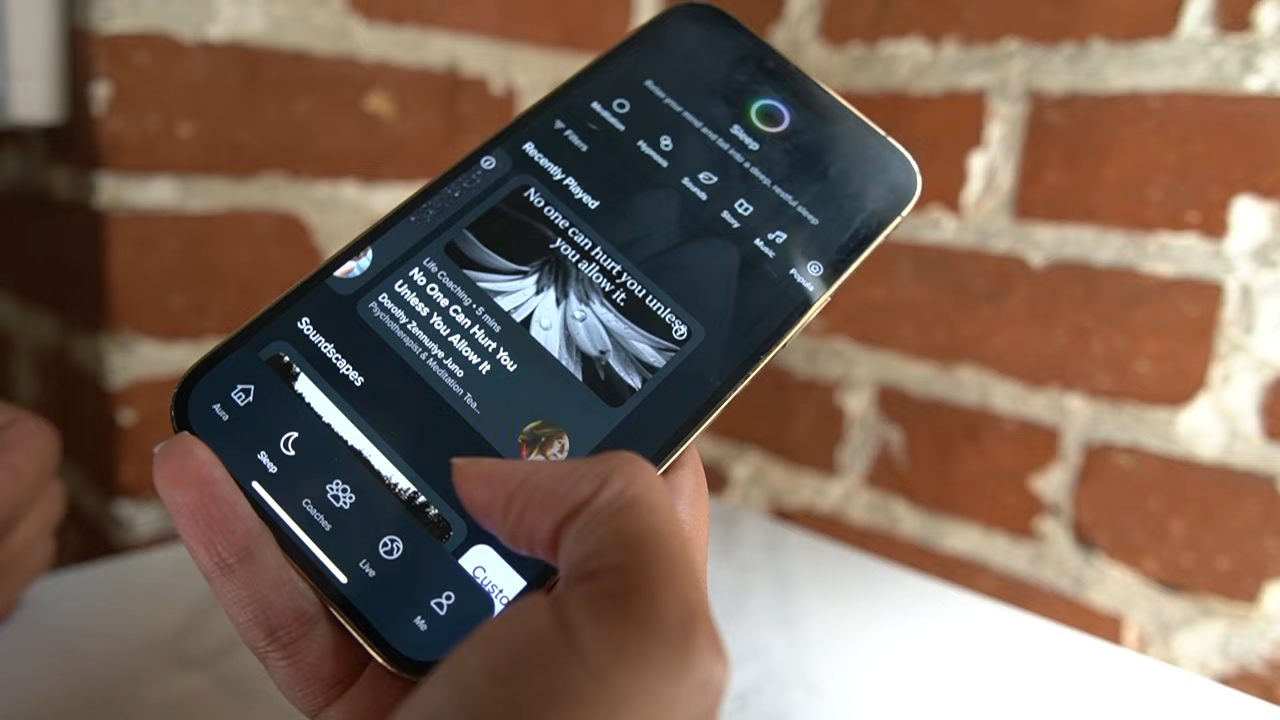 Sleep
Relax your mind and fall into a deep, restful sleep
Meditation
Hypnosis
Sounds
Story
Music
Popular
Filters
Recently Played
No one can hurt you unless
you allow it.
Life Coaching • 5 mins
No One Can Hurt You
Unless You Allow It
Dorothy Zennuriye Juno
Psychotherapist & Meditation Tea...
Soundscapes
Custo
Aura
Sleep
Coaches
Live
Me